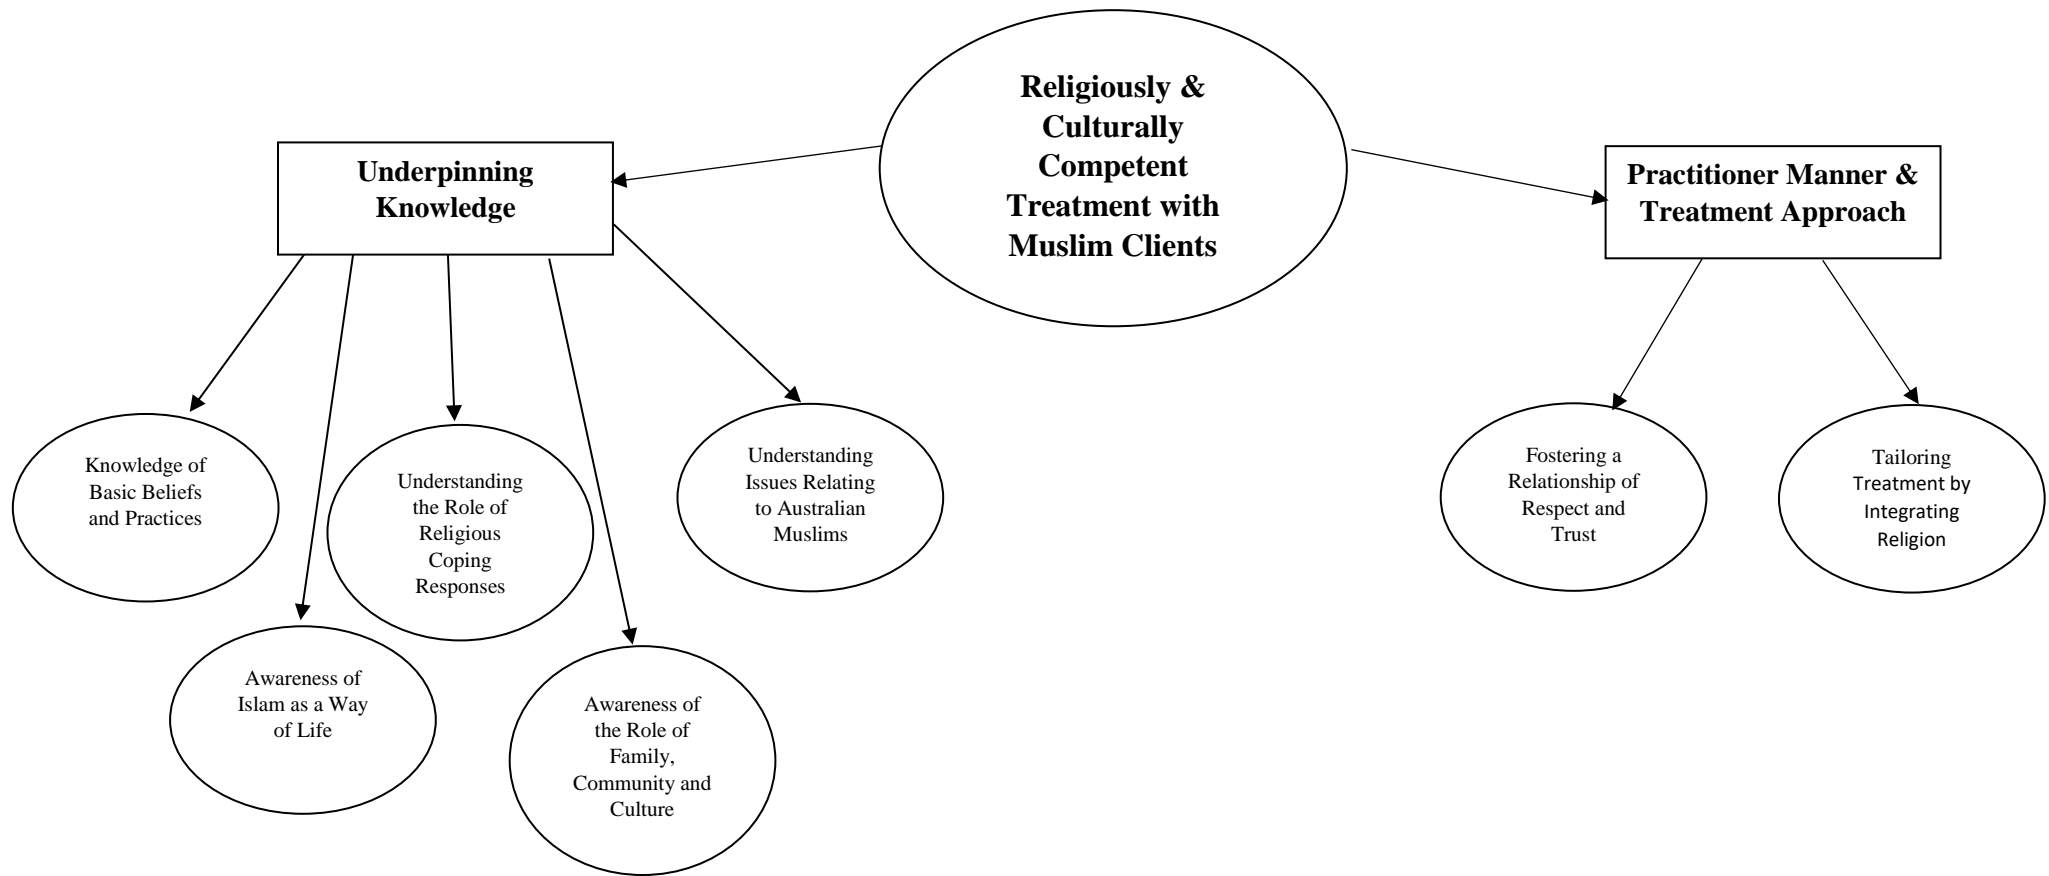 Religiously &
Culturally
Competent
Treatment with
Muslim Clients
Underpinning
Knowledge
Practitioner Manner &
Treatment Approach
Knowledge of
Basic Beliefs
and Practices
Awareness of
Islam as a Way
of Life
Understanding
the Role of
Religious
Coping
Responses
Awareness of
the Role of
Family,
Community and
Culture
Understanding
Issues Relating
to Australian
Muslims
Fostering a
Relationship of
Respect and
Trust
Tailoring
Treatment by
Integrating
Religion